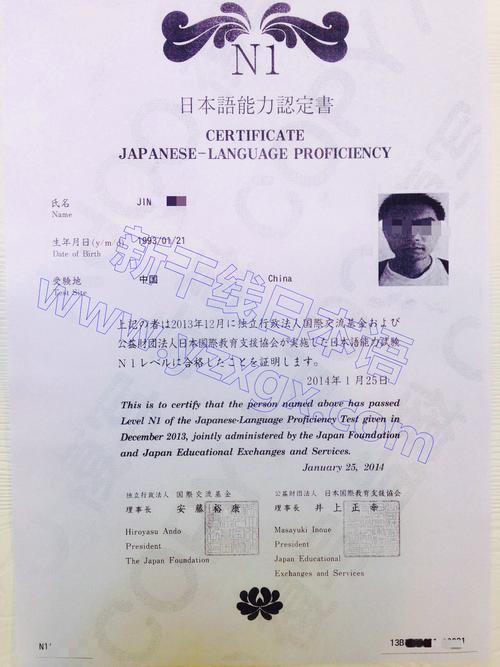 N1
日本語能力認定書
CERTIFICATE
JAPANESE-LANGUAGE PROFICIENCY
氏名 JIN
Name
生年月日(y/m/d) 1993/01/21
Date of Birth
受験地 中国 China
Test Site
新干线日本语
www.yzxgx.com
上記の者は2013年12月に独立行政法人国際交流基金および
公益財団法人日本国際教育支援協会が実施した日本語能力試験
N1レベルに合格したことを証明します。
2014年1月25日
This is to certify that the person named above has passed
Level N1 of the Japanese-Language Proficiency Test given in
December 2013, jointly administered by the Japan Foundation
and Japan Educational Exchanges and Services.
January 25, 2014
独立行政法人 国際交流基金
理事長 安藤裕康
Hiroyasu Ando
President
The Japan Foundation
公益財団法人 日本国際教育支援協会
理事長 井上正幸
Masayuki Inoue
President
Japan Educational
Exchanges and Services
N1
13B